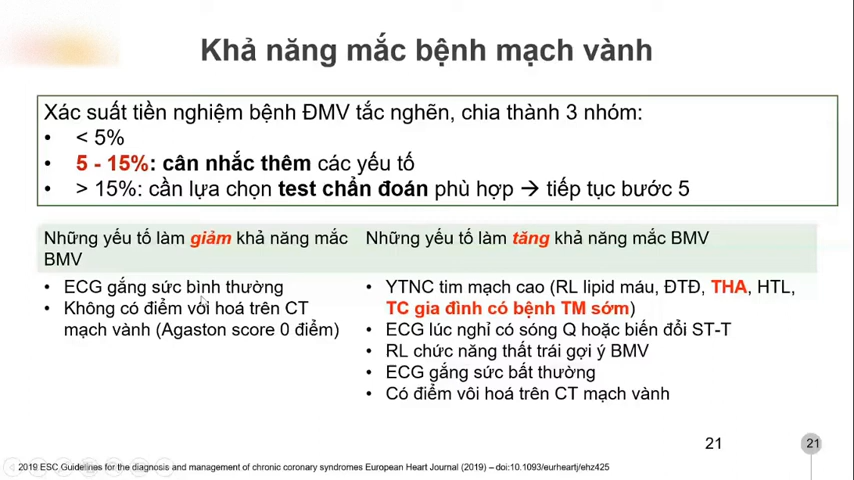 Khả năng mắc bệnh mạch vành
Xác suất tiền nghiệm bệnh ĐMV tắc nghẽn, chia thành 3 nhóm:
• < 5%
• 5 - 15%: cân nhắc thêm các yếu tố
• > 15%: cần lựa chọn test chẩn đoán phù hợp → tiếp tục bước 5
Những yếu tố làm giảm khả năng mắc
BMV
• ECG gắng sức bình thường
• Không có điểm vôi hoá trên CT
mạch vành (Agaston score 0 điểm)
Những yếu tố làm tăng khả năng mắc BMV
• YTNC tim mạch cao (RL lipid máu, ĐTĐ, THA, HTL,
TC gia đình có bệnh TM sớm)
• ECG lúc nghỉ có sóng Q hoặc biến đổi ST-T
• RL chức năng thất trái gợi ý BMV
• ECG gắng sức bất thường
• Có điểm vôi hoá trên CT mạch vành
21
21
2019 ESC Guidelines for the diagnosis and management of chronic coronary syndromes European Heart Journal (2019) – doi:10.1093/eurheartj/ehz425